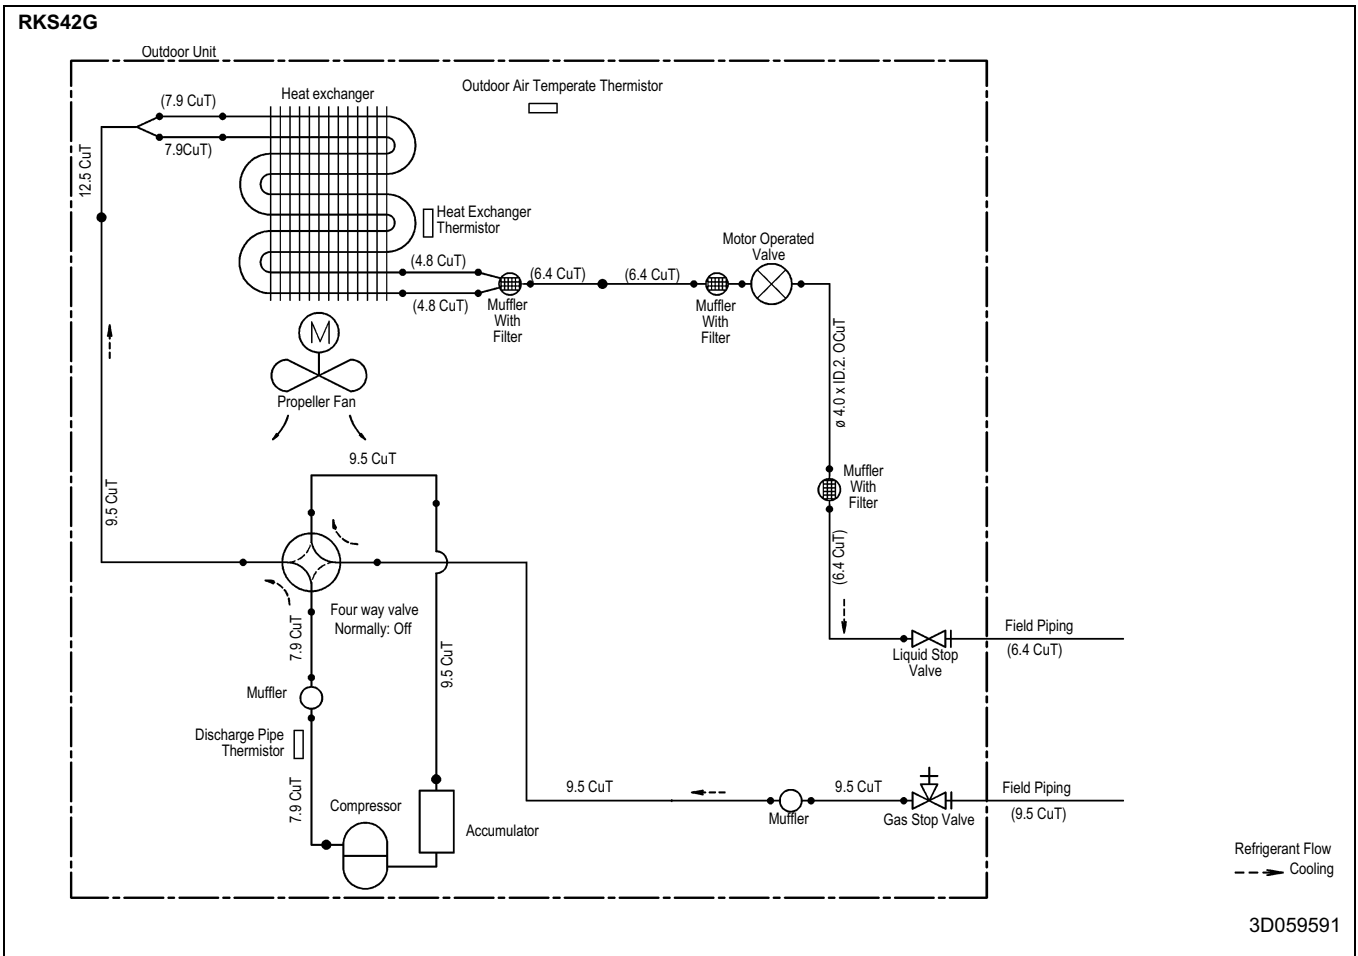 RKS42G
Outdoor Unit
Outdoor Air Temperate Thermistor
Heat exchanger
(7.9 CuT)
7.9CuT)
12.5 CuT
Heat Exchanger
Thermistor
(4.8 CuT)
(4.8 CuT)
Muffler
With
Filter
(6.4 CuT)
(6.4 CuT)
Muffler
With
Filter
Motor Operated
Valve
M
Propeller Fan
ø 4.0 x ID.2. OCuT
Muffler
With
Filter
(6.4 CuT)
9.5 CuT
9.5 CuT
Four way valve
Normally: Off
7.9 CuT
9.5 CuT
Muffler
Discharge Pipe
Thermistor
7.9 CuT
Compressor
Accumulator
Liquid Stop
Valve
Field Piping
(6.4 CuT)
9.5 CuT
Muffler
9.5 CuT
Gas Stop Valve
Field Piping
(9.5 CuT)
Refrigerant Flow
Cooling
3D059591